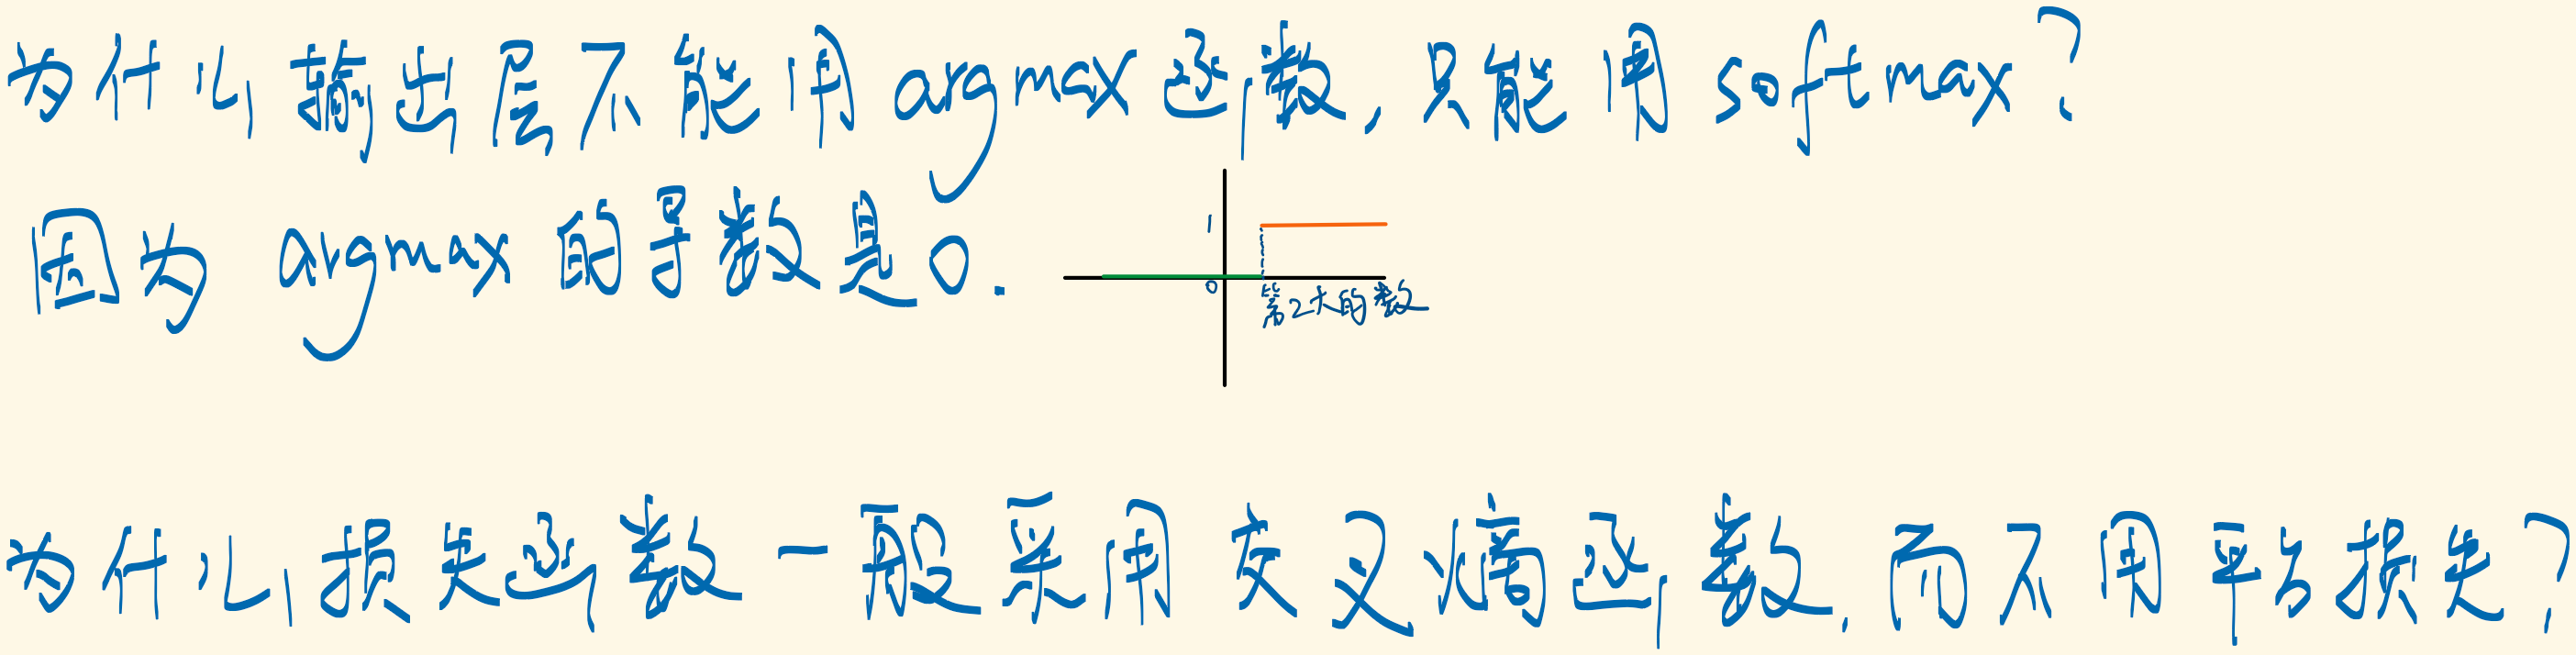 为什么输出层不能用argmax函数,只能用softmax?
因为argmax的导数是0.
1
0
第2大的数
为什么损失函数一般采用交叉熵函数,而不用平方损失?